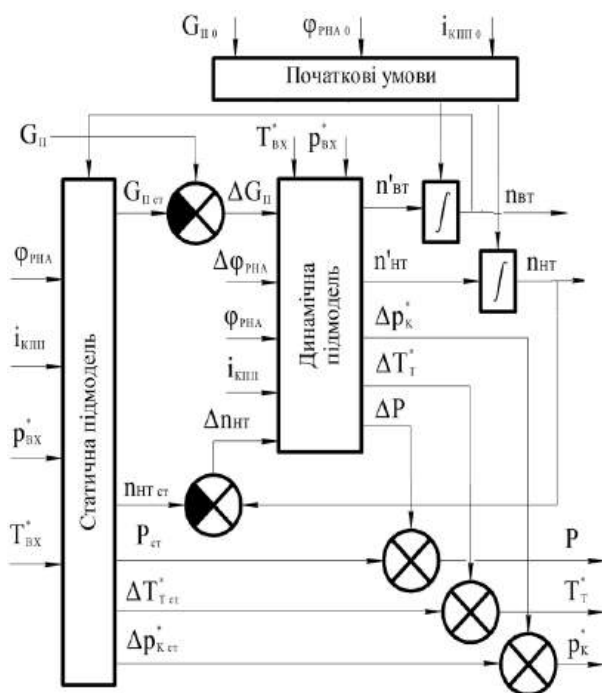 G_П 0 φ_РНА 0 i_КПП 0
Початкові умови
G_П
T*_ВХ p*_ВХ
G_П ст ΔG_П n'_ВТ ∫ n_ВТ
φ_РНА Δφ_РНА n'_НТ ∫ n_НТ
i_КПП φ_РНА Δp*_К
i_КПП ΔT*_Т
p*_ВХ Δn_НТ ΔP
Статична підмодель
Динамічна
підмодель
n_НТ ст
T*_ВХ P_ст P
ΔT*_Т ст T*_Т
Δp*_К ст p*_К